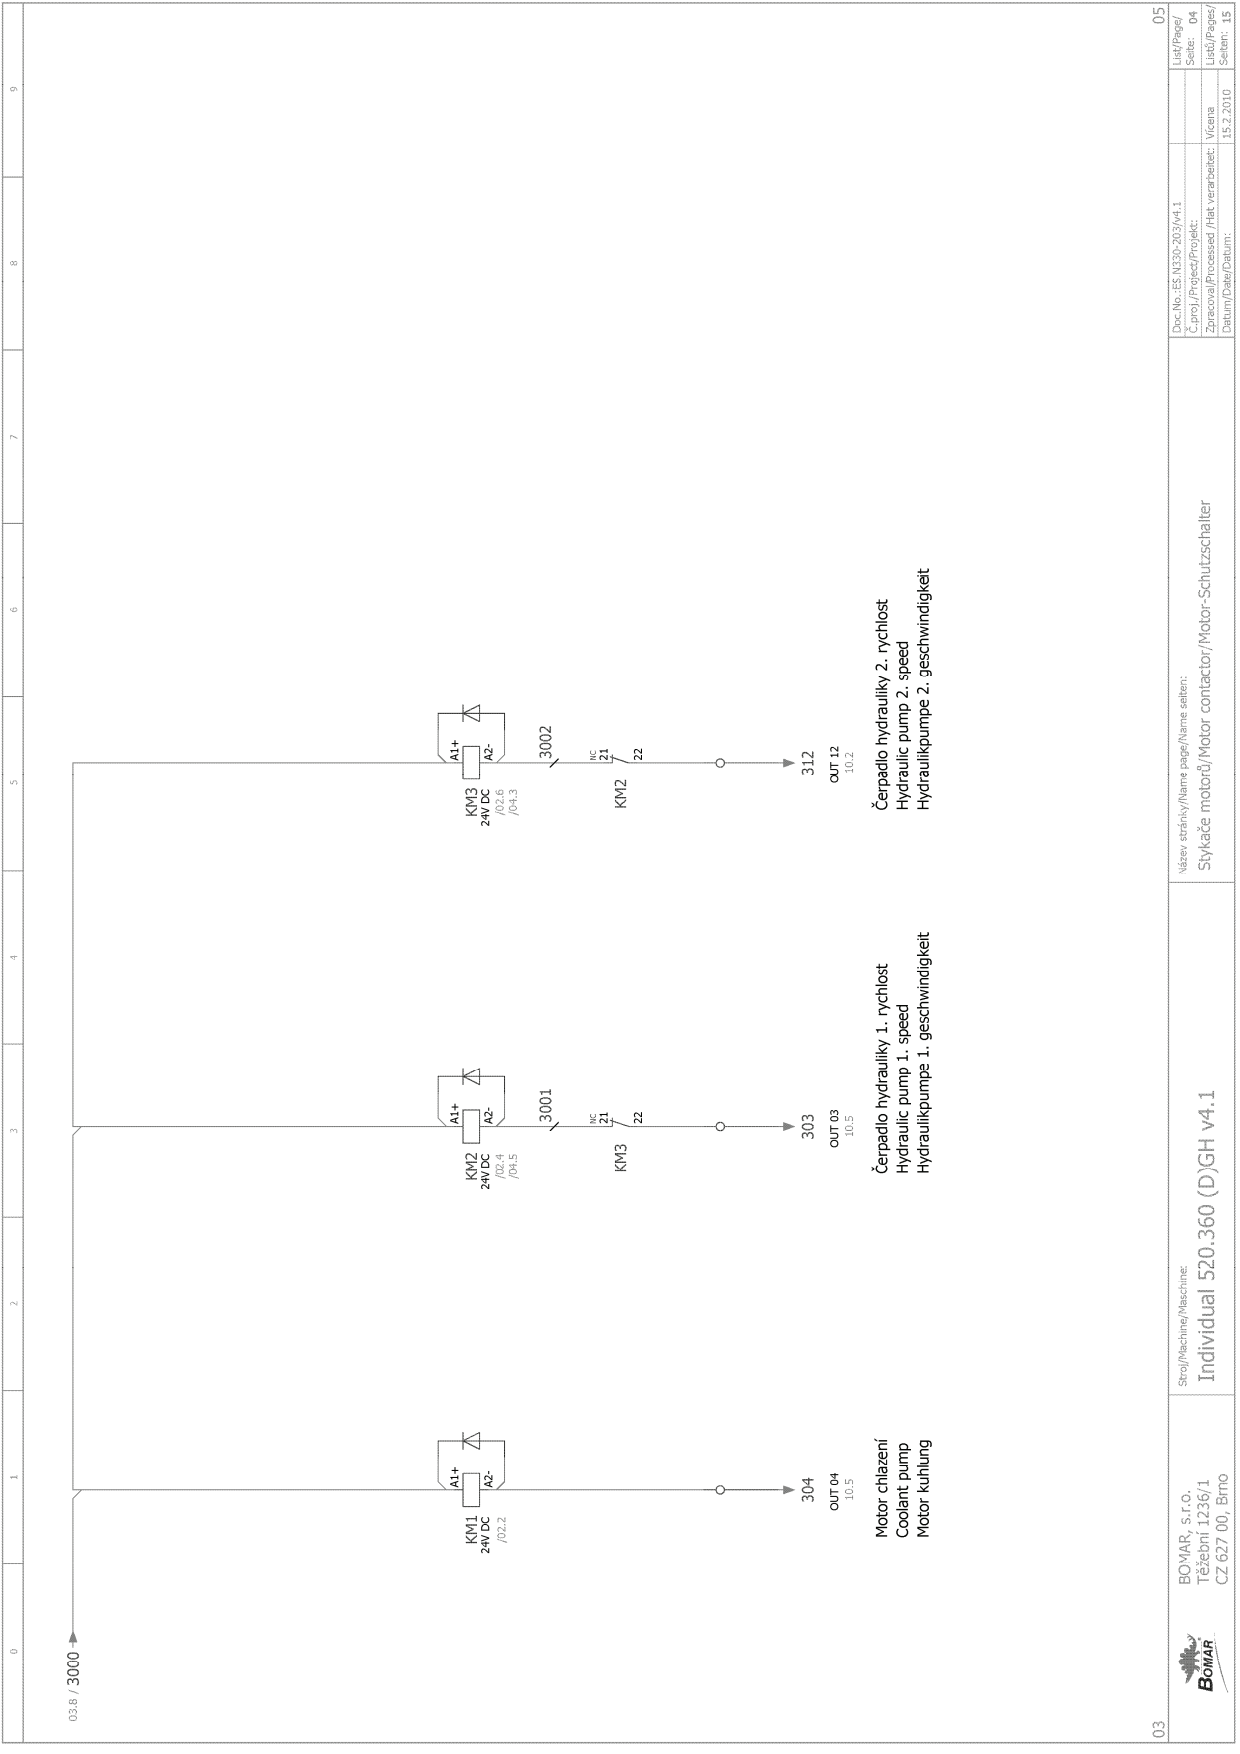 0
1
2
3
4
5
6
7
8
9
03.8 / 3000
KM1
24V DC
/02.2
A1+
A2-
304
OUT 04
10.5
Motor chlazení
Coolant pump
Motor kuhlung
KM2
24V DC
/02.4
/04.5
A1+
A2-
3001
NC
21
22
KM3
303
OUT 03
10.5
Čerpadlo hydrauliky 1. rychlost
Hydraulic pump 1. speed
Hydraulikpumpe 1. geschwindigkeit
KM3
24V DC
/02.6
/04.3
A1+
A2-
3002
NC
21
22
KM2
312
OUT 12
10.2
Čerpadlo hydrauliky 2. rychlost
Hydraulic pump 2. speed
Hydraulikpumpe 2. geschwindigkeit
03
05
BOMAR
BOMAR, s.r.o.
Těžební 1236/1
CZ 627 00, Brno
Stroj/Machine/Maschine:
Individual 520.360 (D)GH v4.1
Název stránky/Name page/Name seiten:
Stykače motorů/Motor contactor/Motor-Schutzschalter
Doc.No.:ES.N330-203/v4.1
Č.proj./Project/Projekt:
Zpracoval/Processed /Hat verarbeitet: Vícena
Datum/Date/Datum: 15.2.2010
List/Page/
Seite: 04
Listů/Pages/
Seiten: 15